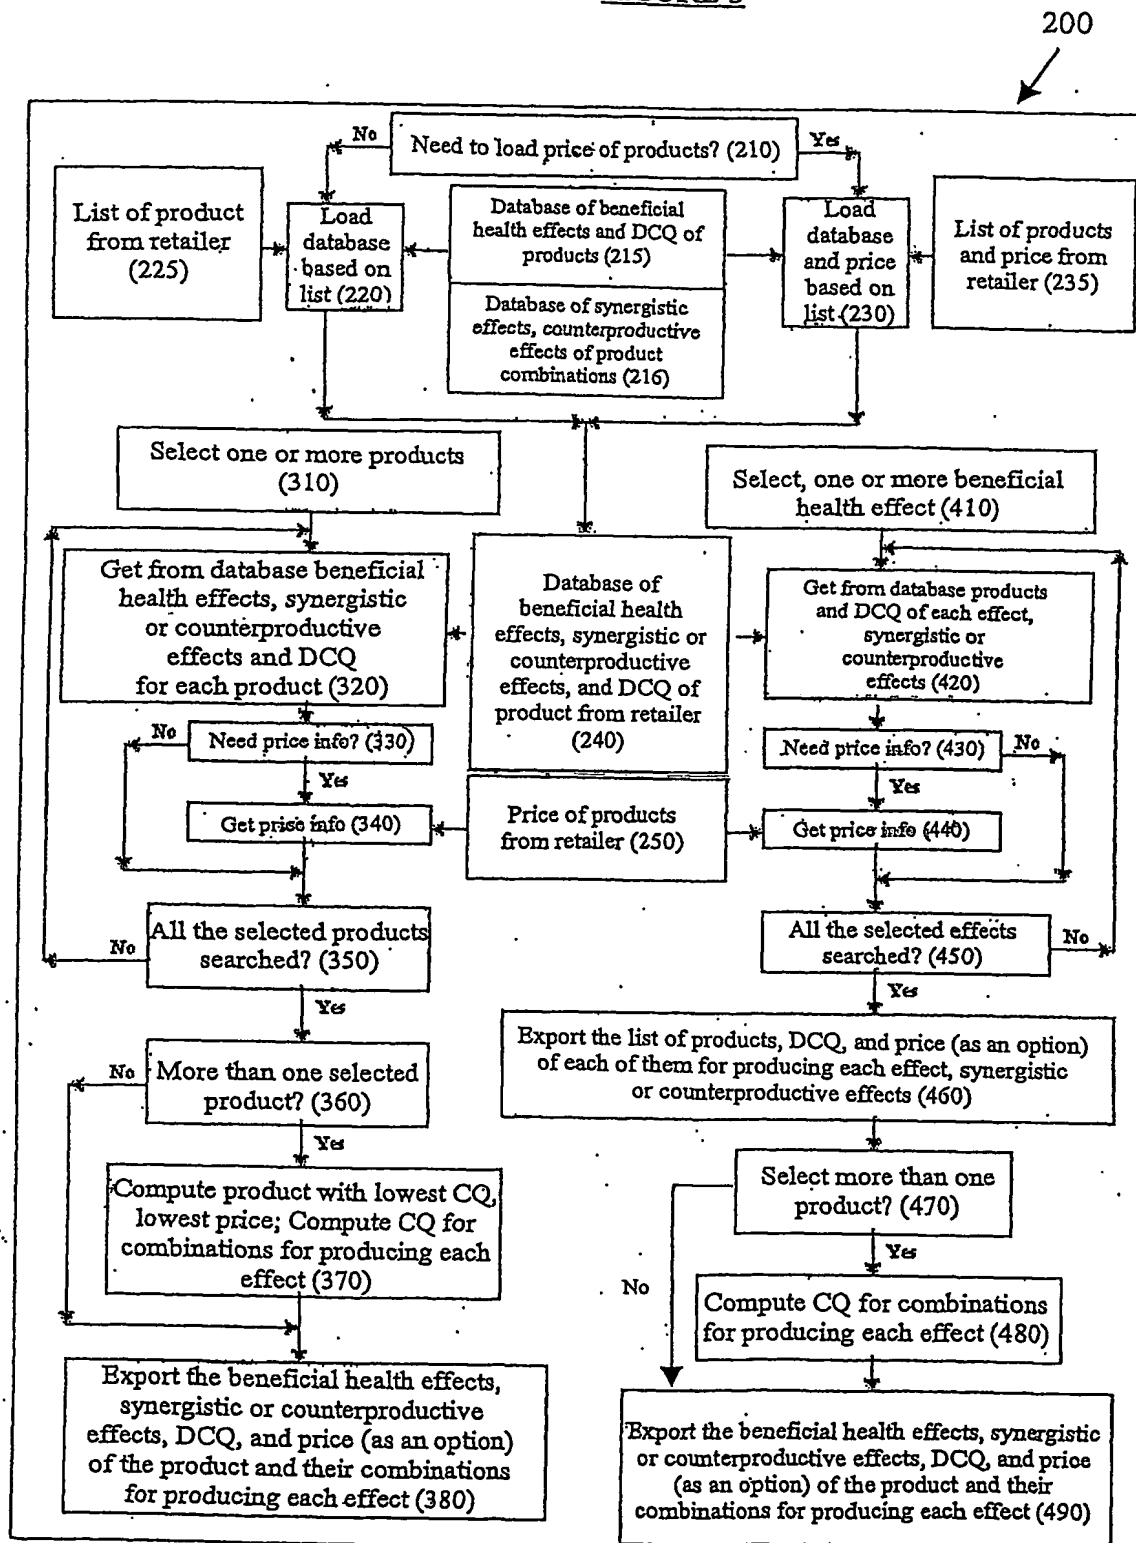 200
No
Need to load price of products? (210)
Yes
List of product
from retailer
(225)
Load
database
based on
list (220)
Database of beneficial
health effects and DCQ of
products (215)
Database of synergistic
effects, counterproductive
effects of product
combinations (216)
Load
database
and price
based on
list (230)
List of products
and price from
retailer (235)
Select one or more products
(310)
Select, one or more beneficial
health effect (410)
Get from database beneficial
health effects, synergistic
or counterproductive
effects and DCQ
for each product (320)
Database of
beneficial health
effects, synergistic or
counterproductive
effects, and DCQ of
product from retailer
(240)
Get from database products
and DCQ of each effect,
synergistic or
counterproductive
effects (420)
No
Need price info? (330)
Yes
Get price info (340)
Price of products
from retailer (250)
Need price info? (430)
No
Yes
Get price info (440)
All the selected products
searched? (350)
No
Yes
All the selected effects
searched? (450)
No
Yes
Export the list of products, DCQ, and price (as an option)
of each of them for producing each effect, synergistic
or counterproductive effects (460)
More than one selected
product? (360)
No
Yes
Select more than one
product? (470)
Yes
No
Compute product with lowest CQ,
lowest price; Compute CQ for
combinations for producing each
effect (370)
Compute CQ for combinations
for producing each effect (480)
Export the beneficial health effects,
synergistic or counterproductive
effects, DCQ, and price (as an option)
of the product and their combinations
for producing each effect (380)
Export the beneficial health effects, synergistic
or counterproductive effects, DCQ, and price
(as an option) of the product and their
combinations for producing each effect (490)